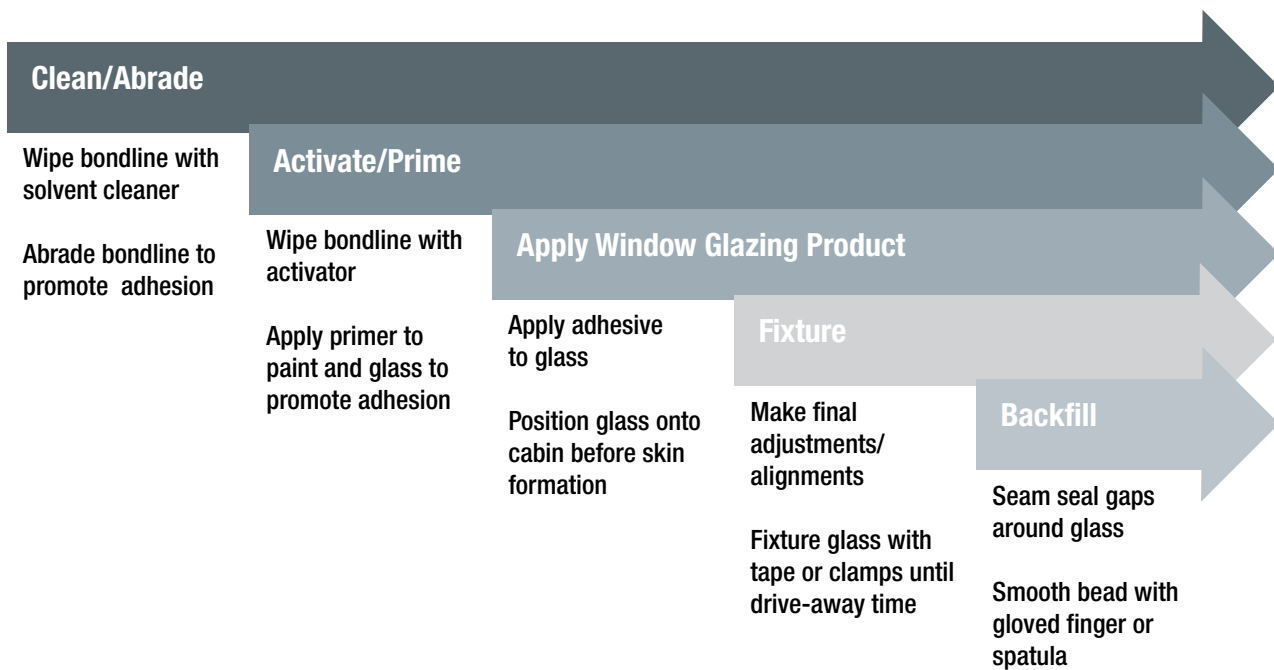 Clean/Abrade
Wipe bondline with
solvent cleaner
Abrade bondline to
promote adhesion
Activate/Prime
Wipe bondline with
activator
Apply primer to
paint and glass to
promote adhesion
Apply Window Glazing Product
Apply adhesive
to glass
Position glass onto
cabin before skin
formation
Fixture
Make final
adjustments/
alignments
Fixture glass with
tape or clamps until
drive-away time
Backfill
Seam seal gaps
around glass
Smooth bead with
gloved finger or
spatula